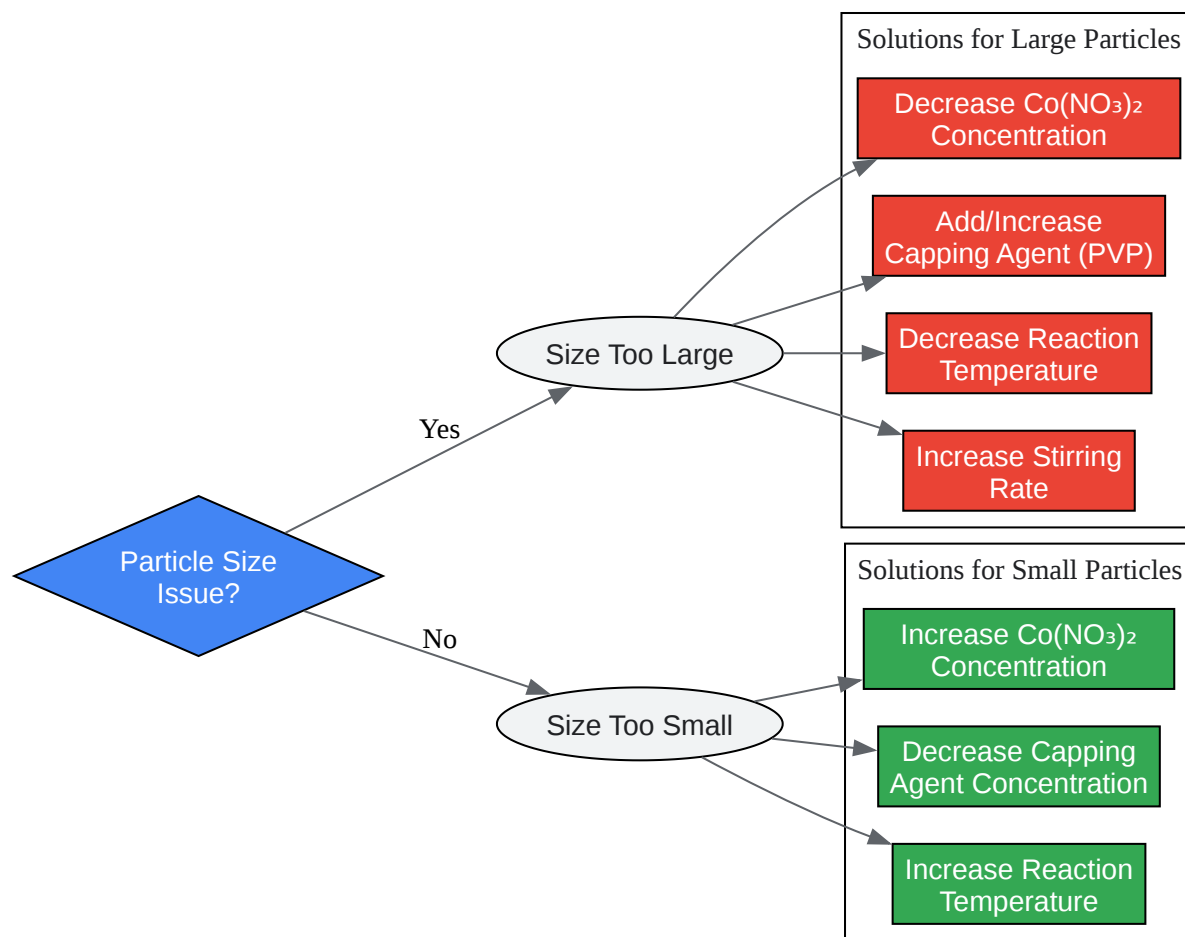 Solutions for Large Particles
Decrease Co(NO₃)₂
Concentration
Add/Increase
Capping Agent (PVP)
Size Too Large
Decrease Reaction
Temperature
Yes
Increase Stirring
Rate
Particle Size
Issue?
No
Solutions for Small Particles
Increase Co(NO₃)₂
Concentration
Size Too Small
Decrease Capping
Agent Concentration
Increase Reaction
Temperature